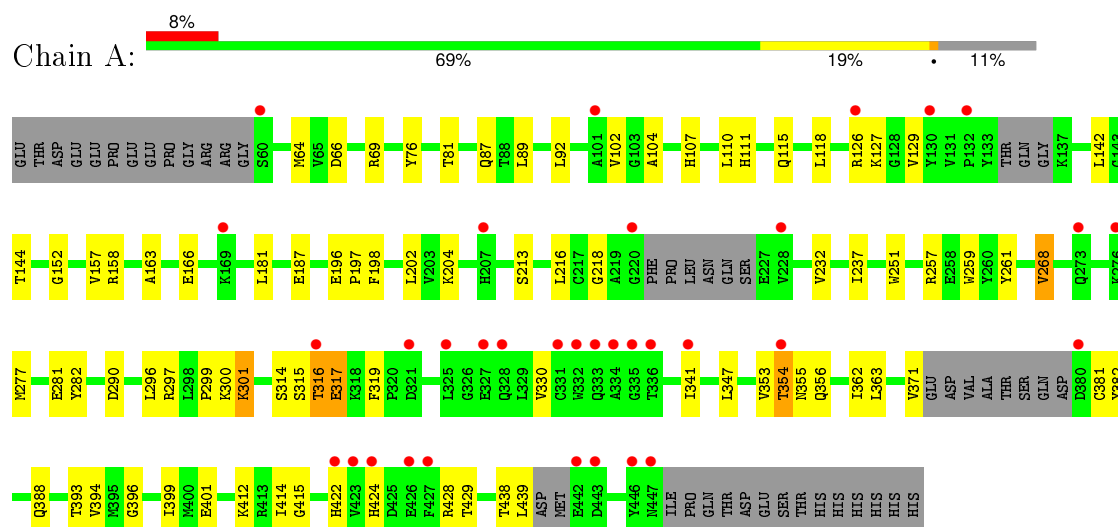 8%
Chain A:
69% 19% • 11%
GLU THR ASP GLU GLU PRO GLU GLU PRO GLY ARG ARG GLY S60 M64 V65 D66 R69 Y76 T81 Q87 T88 L89 L92 A101 V102 G103 A104 H107 L110 H111 Q115 L118 R126 K127 G128 V129 Y130 V131 P132 Y133 THR GLN GLY K137 L142 G143
T144 G152 V157 R158 A163 E166 K169 L181 E187 E196 P197 F198 L202 V203 K204 H207 S213 L216 C217 G218 A219 G220 PHE PRO LEU ASN GLN SER E227 V228 V232 I237 W251 R257 E258 W259 Y260 Y261 V268 Q273 K276
M277 E281 Y282 D290 L296 R297 L298 P299 K300 K301 S314 S315 T316 E317 K318 F319 P320 D321 L325 G326 E327 Q328 L329 V330 C331 W332 Q333 A334 G335 T336 I341 L347 V353 T354 N355 Q356 I362 L363 V371 GLU ASP VAL ALA THR SER GLN ASP D380 C381 Y382
Q388 T393 V394 M395 G396 I399 M400 E401 K412 R413 I414 G415 H422 V423 H424 D425 E426 F427 R428 T429 T438 L439 ASP MET E442 D443 Y446 N447 ILE PRO GLN THR ASP GLU SER THR HIS HIS HIS HIS HIS HIS